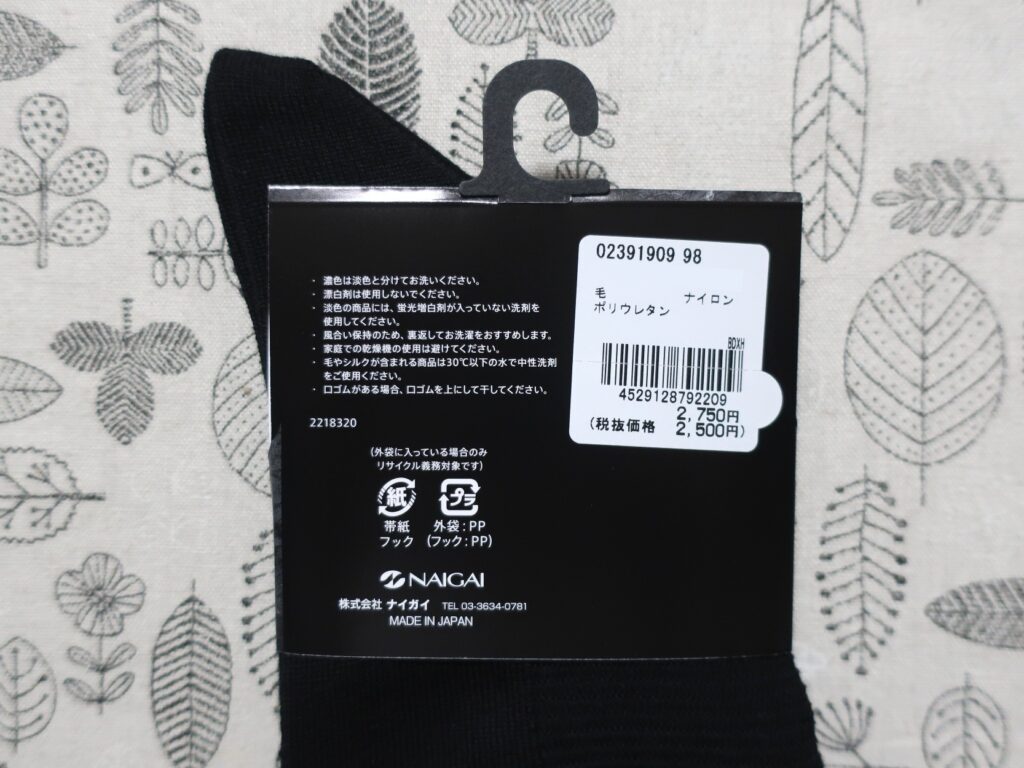 ・ 濃色は淡色と分けてお洗いください。
・ 漂白剤は使用しないでください。
・ 淡色の商品には、蛍光増白剤が入っていない洗剤を
使用してください。
・ 風合い保持のため、裏返してお洗濯をおすすめします。
・ 家庭での乾燥機の使用は避けてください。
・ 毛やシルクが含まれる商品は30℃以下の水で中性洗剤
をご使用ください。
・ 口ゴムがある場合、口ゴムを上にして干してください。
2218320
(外袋に入っている場合のみ
リサイクル義務対象です)
紙 プラ
帯紙 外袋:PP
フック (フック:PP)
NAIGAI
株式会社 ナイガイ TEL 03-3634-0781
MADE IN JAPAN
02391909 98
毛 ナイロン
ポリウレタン
BDXH
4529128792209
2,750円
(税抜価格 2,500円)